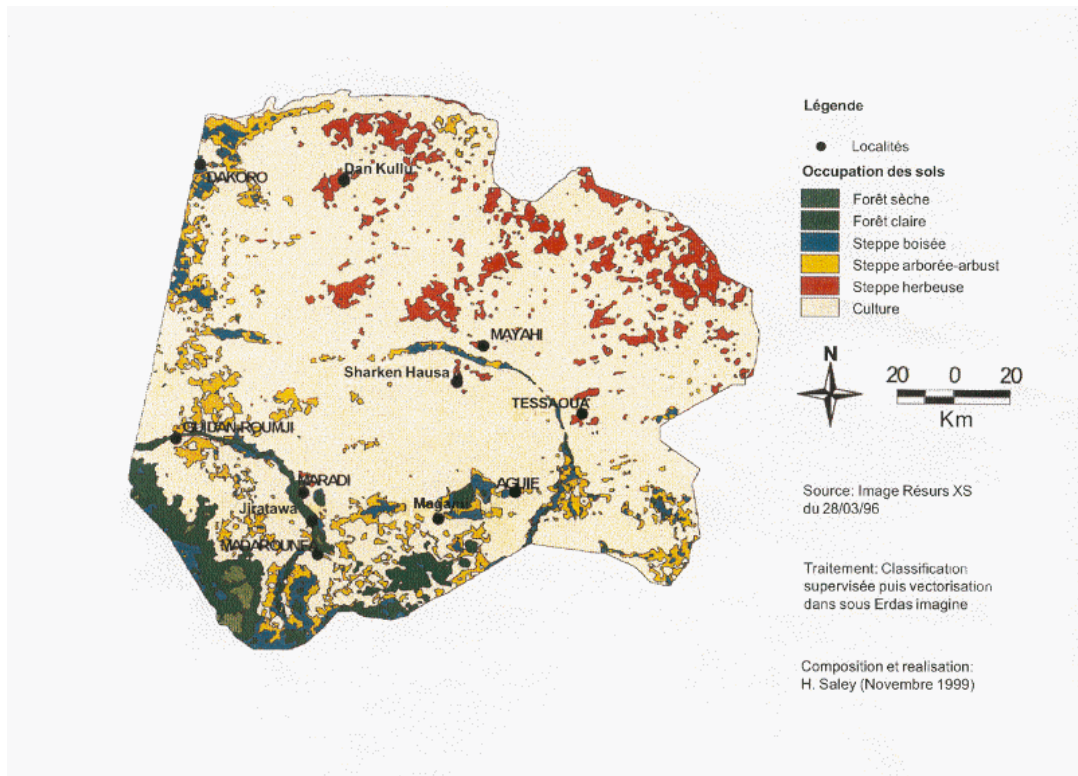 DAKORO
Dan Kullu
MAYAHI
Sharken Hausa
TESSAOUA
GUIDAN-ROUMJI
MARADI
AGUIE
Jiratawa
MADAROUNFA
Légende
Localités
Occupation des sols
Forêt sèche
Forêt claire
Steppe boisée
Steppe arborée-arbust
Steppe herbeuse
Culture
N
20 0 20
Km
Source: Image Résurs XS
du 28/03/96
Traitement: Classification
supervisée puis vectorisation
dans sous Erdas imagine
Composition et realisation:
H. Saley (Novembre 1999)